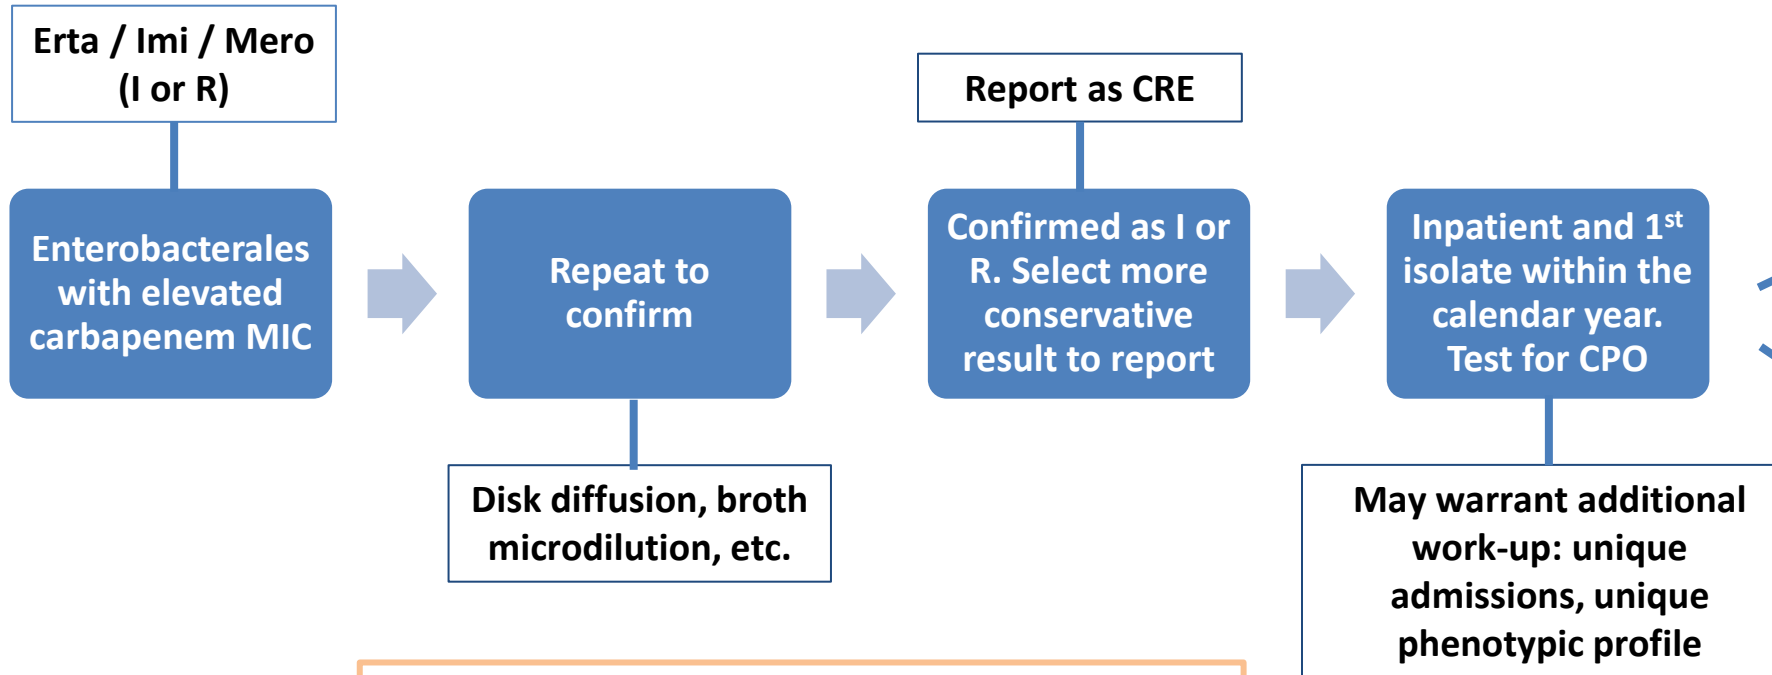 Erta / Imi / Mero
(I or R)
Enterobacterales
with elevated
carbapenem MIC
Repeat to
confirm
Disk diffusion, broth
microdilution, etc.
Report as CRE
Confirmed as I or
R. Select more
conservative
result to report
Inpatient and 1st
isolate within the
calendar year.
Test for CPO
May warrant additional
work-up: unique
admissions, unique
phenotypic profile